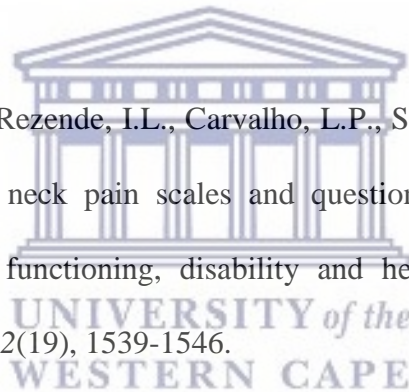 Rezende, I.L., Carvalho, L.P., S
neck pain scales and question
functioning, disability and he
2(19), 1539-1546.
UNIVERSITY of the
WESTERN CAPE